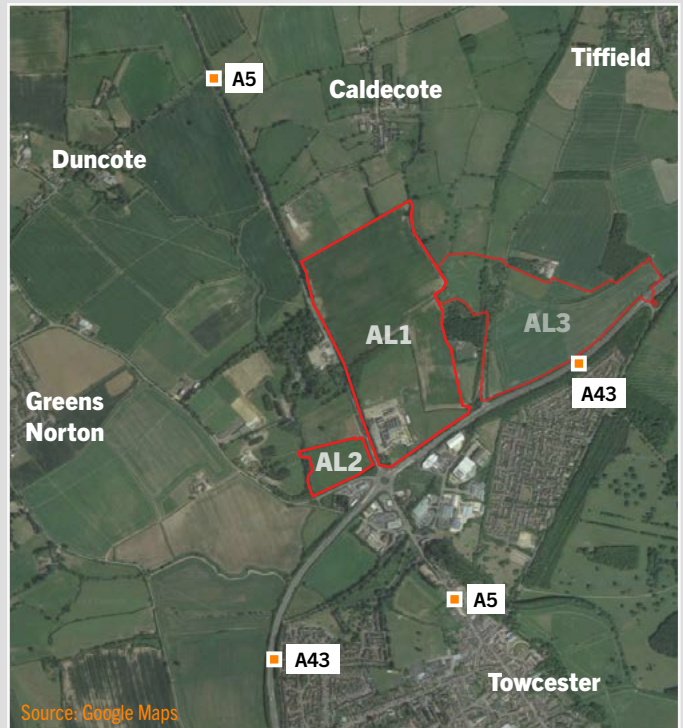 Tiffield
A5
Caldecote
Duncote
AL1
AL3
A43
Greens
Norton
AL2
A5
A43
Towcester
Source: Google Maps